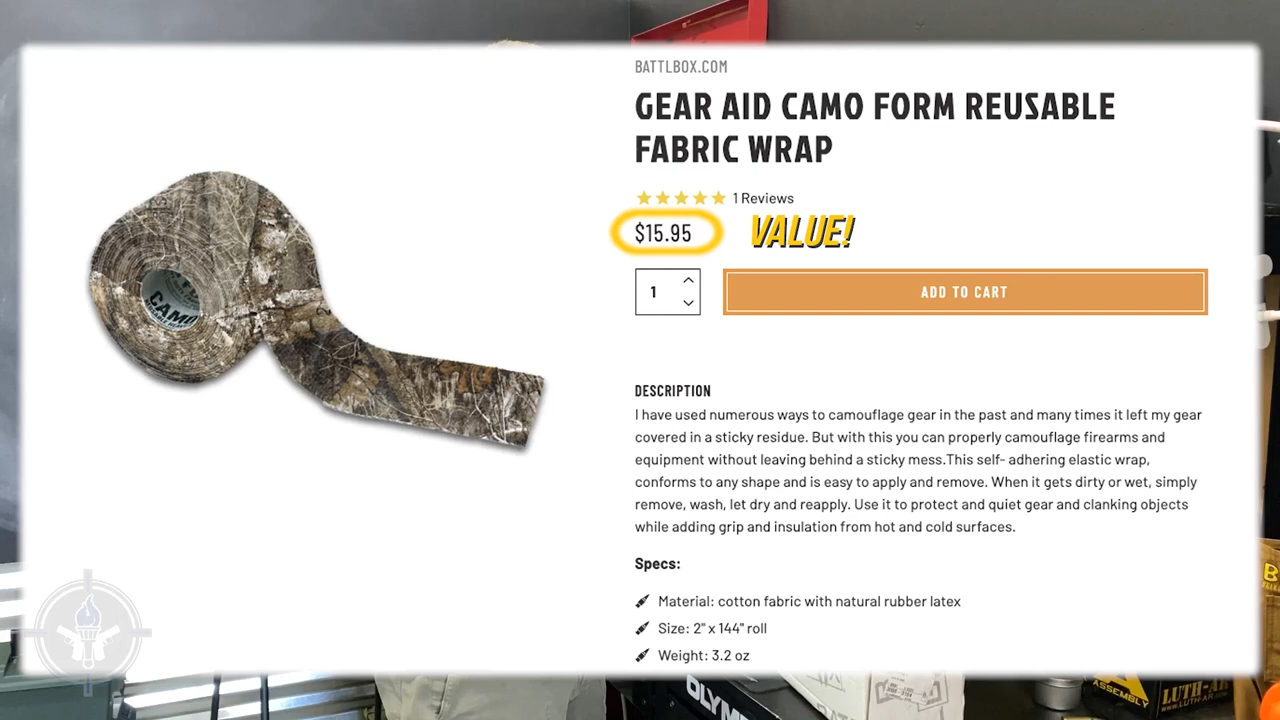 BATTLBOX.COM
GEAR AID CAMO FORM REUSABLE
FABRIC WRAP
1 Reviews
$15.95 VALUE!
1
ADD TO CART
CAMO
DESCRIPTION
I have used numerous ways to camouflage gear in the past and many times it left my gear
covered in a sticky residue. But with this you can properly camouflage firearms and
equipment without leaving behind a sticky mess.This self- adhering elastic wrap,
conforms to any shape and is easy to apply and remove. When it gets dirty or wet, simply
remove, wash, let dry and reapply. Use it to protect and quiet gear and clanking objects
while adding grip and insulation from hot and cold surfaces.
Specs:
Material: cotton fabric with natural rubber latex
Size: 2" x 144" roll
Weight: 3.2 oz
ASSEMBLY
LUTH-AR